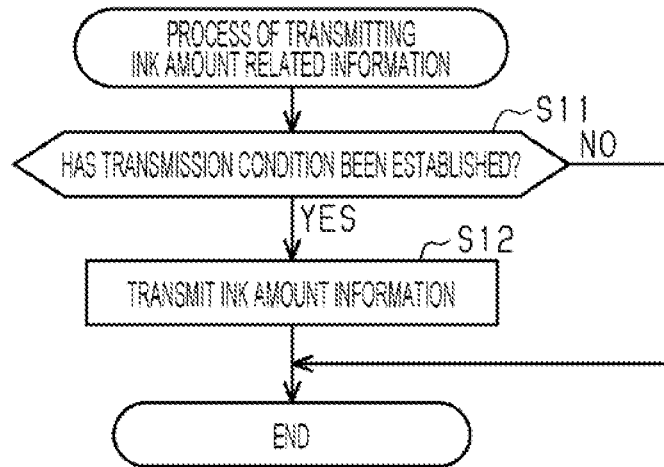 PROCESS OF TRANSMITTING
INK AMOUNT RELATED INFORMATION
S11
HAS TRANSMISSION CONDITION BEEN ESTABLISHED?
NO
YES
S12
TRANSMIT INK AMOUNT INFORMATION
END